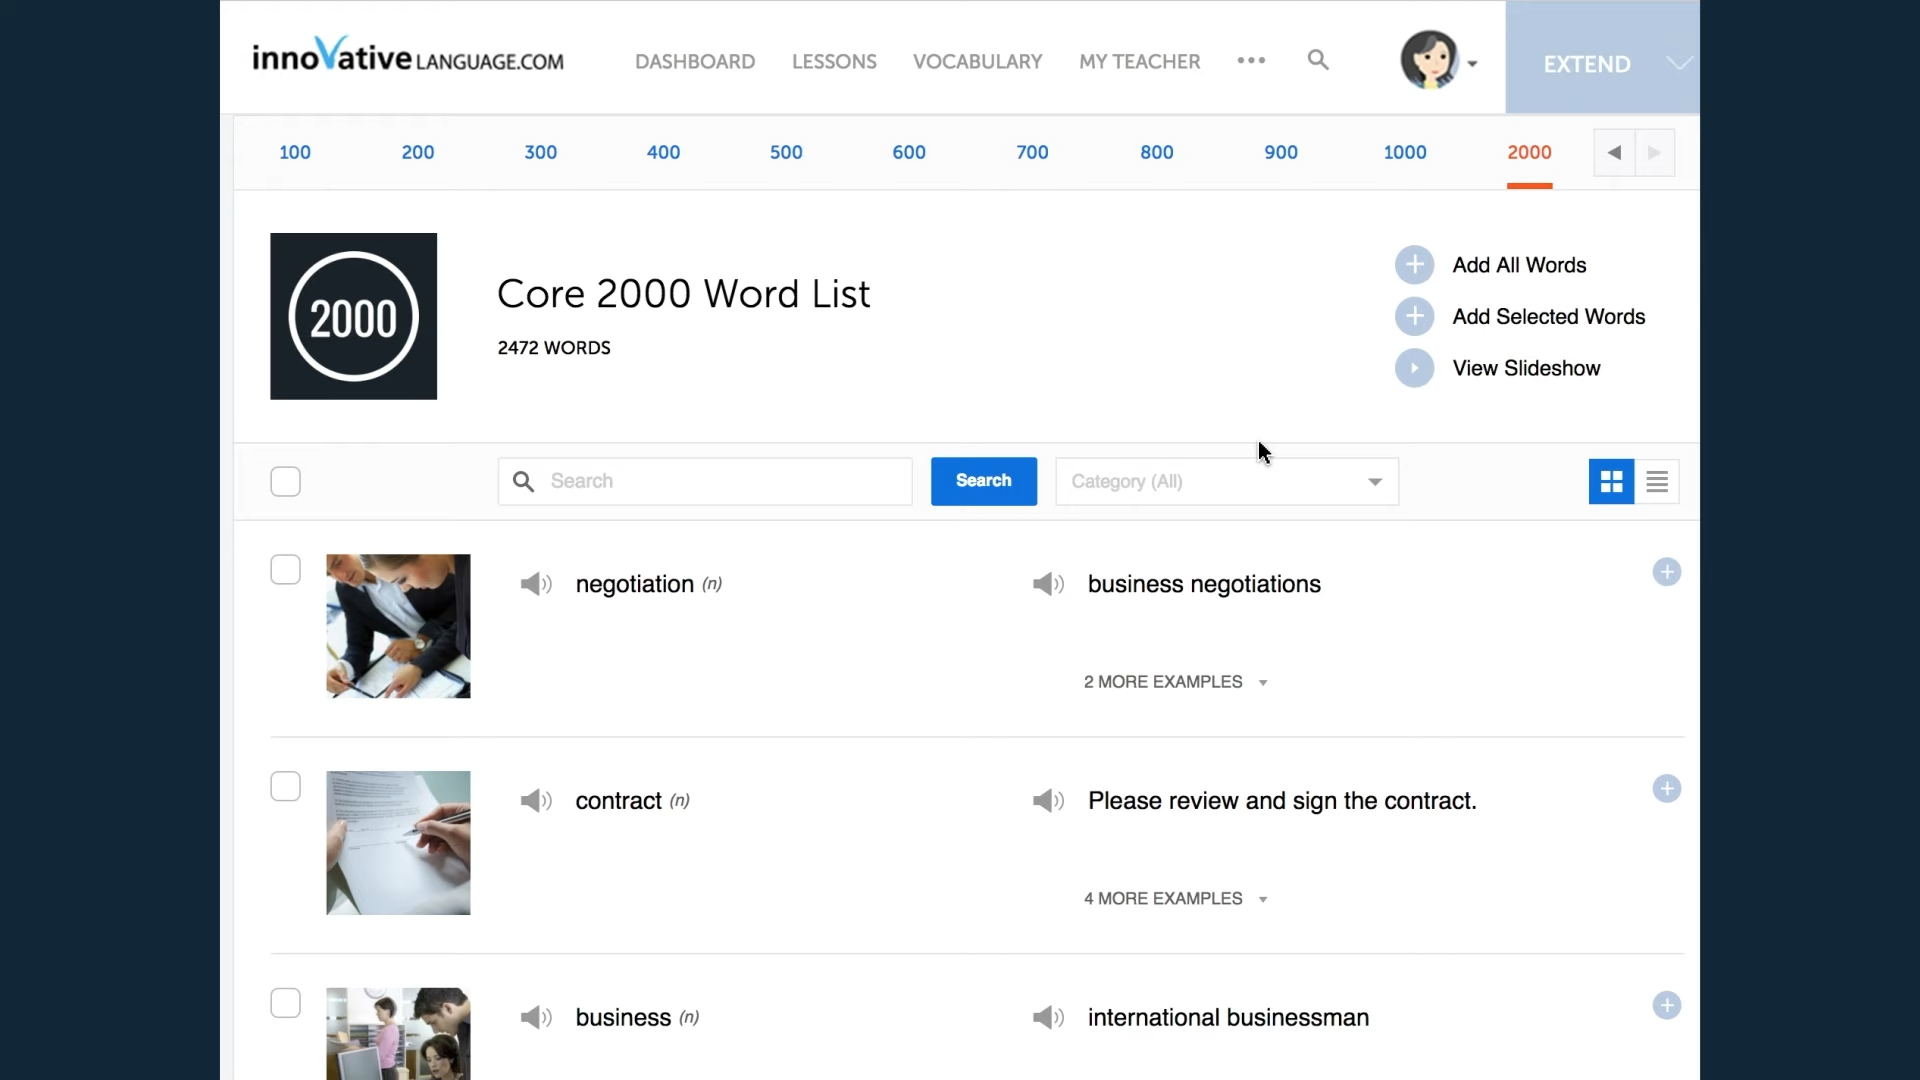 innoVative LANGUAGE.COM
DASHBOARD
LESSONS
VOCABULARY
MY TEACHER
EXTEND
100
200
300
400
500
600
700
800
900
1000
2000
2000
Core 2000 Word List
2472 WORDS
Add All Words
Add Selected Words
View Slideshow
Search
Search
Category (All)
negotiation (n)
business negotiations
2 MORE EXAMPLES
contract (n)
Please review and sign the contract.
4 MORE EXAMPLES
business (n)
international businessman